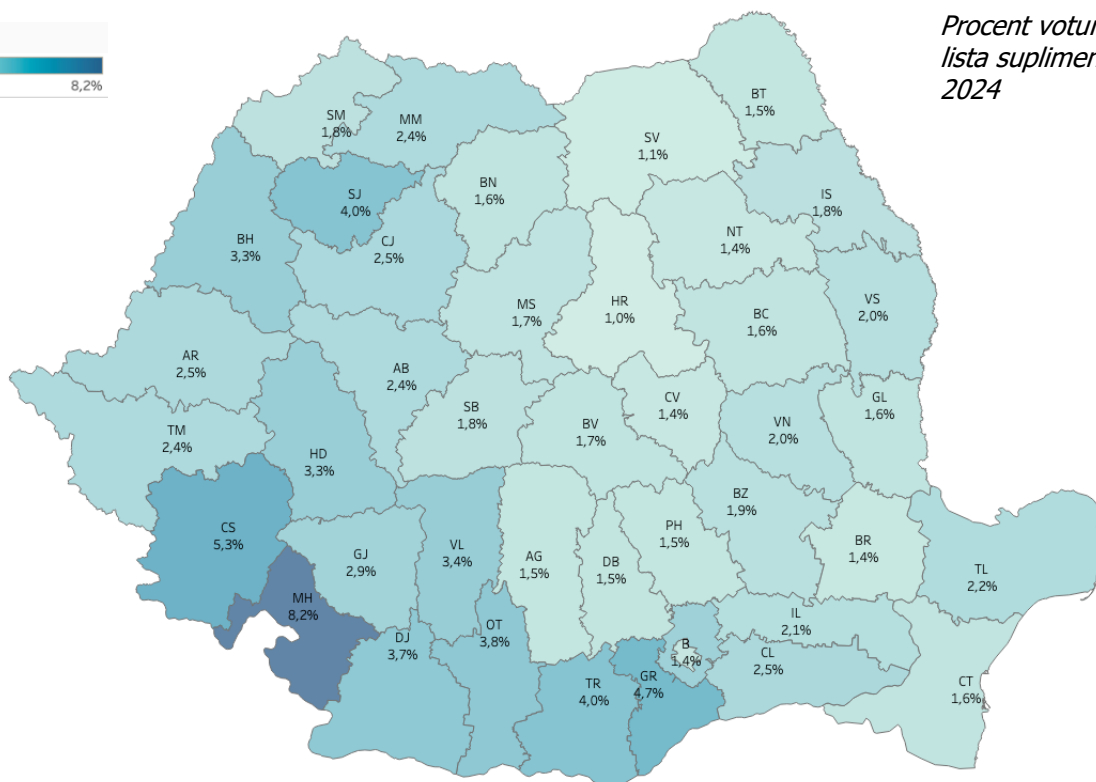 8,2%
Procent votur
lista suplimen
2024
BT
1,5%
SM
1,8%
MM
2,4%
SV
1,1%
SJ
4,0%
BN
1,6%
IS
1,8%
BH
3,3%
CJ
2,5%
NT
1,4%
MS
1,7%
HR
1,0%
BC
1,6%
VS
2,0%
AR
2,5%
AB
2,4%
SB
1,8%
BV
1,7%
CV
1,4%
VN
2,0%
GL
1,6%
TM
2,4%
HD
3,3%
CS
5,3%
GJ
2,9%
VL
3,4%
AG
1,5%
DB
1,5%
PH
1,5%
BZ
1,9%
BR
1,4%
TL
2,2%
MH
8,2%
DJ
3,7%
OT
3,8%
TR
4,0%
GR
4,7%
B
1,4%
IL
2,1%
CL
2,5%
CT
1,6%